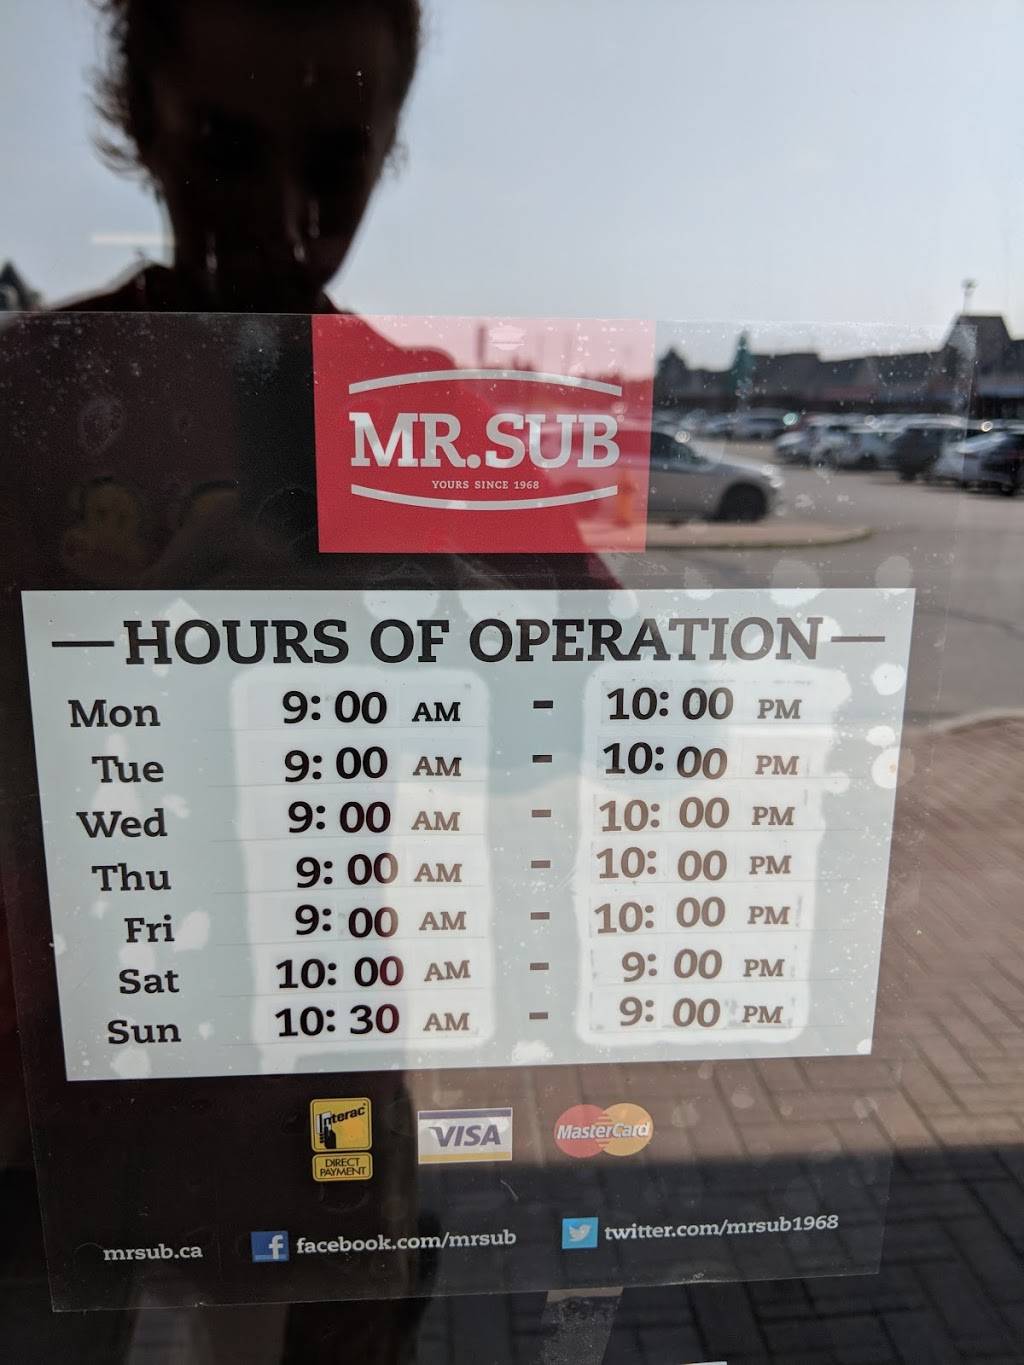 MR.SUB
YOURS SINCE 1968
HOURS OF OPERATION
Mon 9:00 AM - 10:00 PM
Tue 9:00 AM - 10:00 PM
Wed 9:00 AM - 10:00 PM
Thu 9:00 AM - 10:00 PM
Fri 9:00 AM - 10:00 PM
Sat 10:00 AM - 9:00 PM
Sun 10:30 AM - 9:00 PM
Interac VISA MasterCard
DIRECT
PAYMENT
mrsub.ca f facebook.com/mrsub twitter.com/mrsub1968